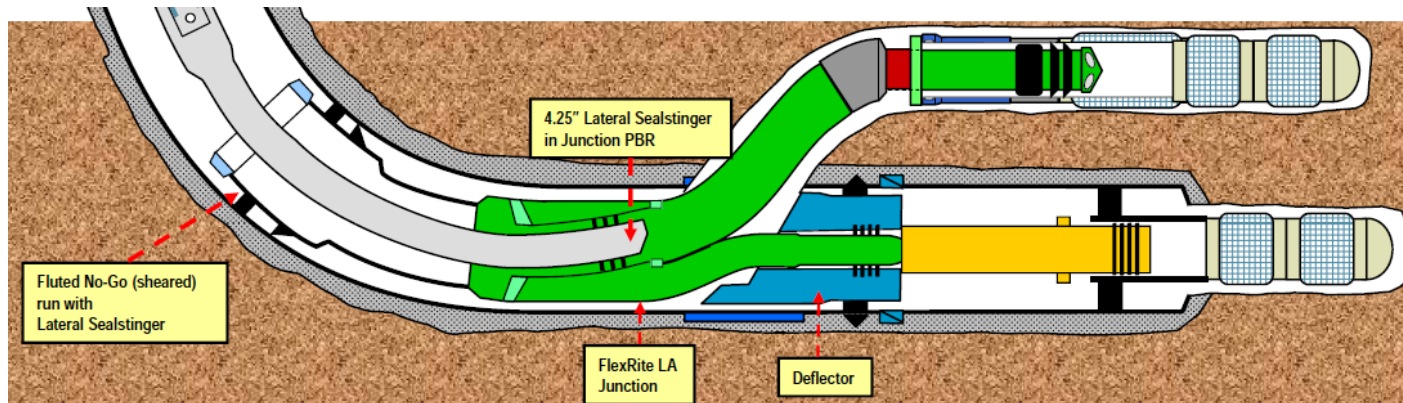 4.25" Lateral Sealstinger
in Junction PBR
Fluted No-Go (sheared)
run with
Lateral Sealstinger
FlexRite LA
Junction
Deflector